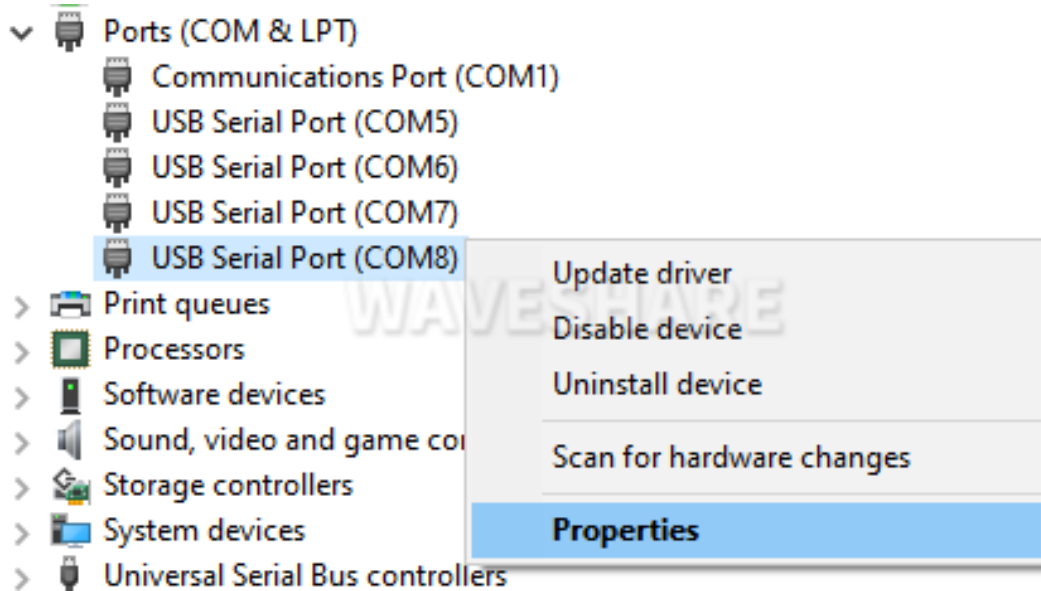 Ports (COM & LPT)
Communications Port (COM1)
USB Serial Port (COM5)
USB Serial Port (COM6)
USB Serial Port (COM7)
USB Serial Port (COM8)
Print queues
Processors
Software devices
Sound, video and game
Storage controllers
System devices
Universal Serial Bus controllers
Update driver
Disable device
Uninstall device
Scan for hardware changes
Properties
WAVESHARE